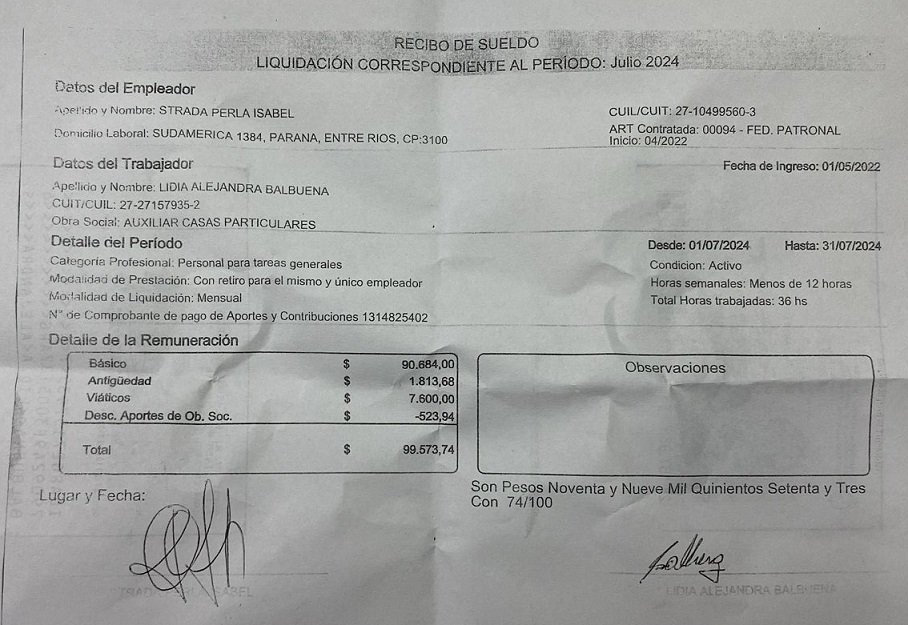 RECIBO DE SUELDO
LIQUIDACIÓN CORRESPONDIENTE AL PERÍODO: Julio 2024
Datos del Empleador
Apellido y Nombre: STRADA PERLA ISABEL
CUIL/CUIT: 27-10499560-3
Domicilio Laboral: SUDAMERICA 1384, PARANA, ENTRE RIOS, CP:3100
ART Contratada: 00094 - FED. PATRONAL
Inicio: 04/2022
Datos del Trabajador
Fecha de Ingreso: 01/05/2022
Apellido y Nombre: LIDIA ALEJANDRA BALBUENA
CUIT/CUIL: 27-27157935-2
Obra Social: AUXILIAR CASAS PARTICULARES
Detalle del Período
Desde: 01/07/2024 Hasta: 31/07/2024
Categoría Profesional: Personal para tareas generales
Condicion: Activo
Modalidad de Prestación: Con retiro para el mismo y único empleador
Horas semanales: Menos de 12 horas
Modalidad de Liquidación: Mensual
Total Horas trabajadas: 36 hs
N° de Comprobante de pago de Aportes y Contribuciones 1314825402
Detalle de la Remuneración
Básico $ 90.684,00
Antigüedad $ 1.813,68
Viáticos $ 7.600,00
Desc. Aportes de Ob. Soc. $ -523,94
Total $ 99.573,74
Observaciones
Lugar y Fecha:
Son Pesos Noventa y Nueve Mil Quinientos Setenta y Tres
Con 74/100
LIDIA ALEJANDRA BALBUENA